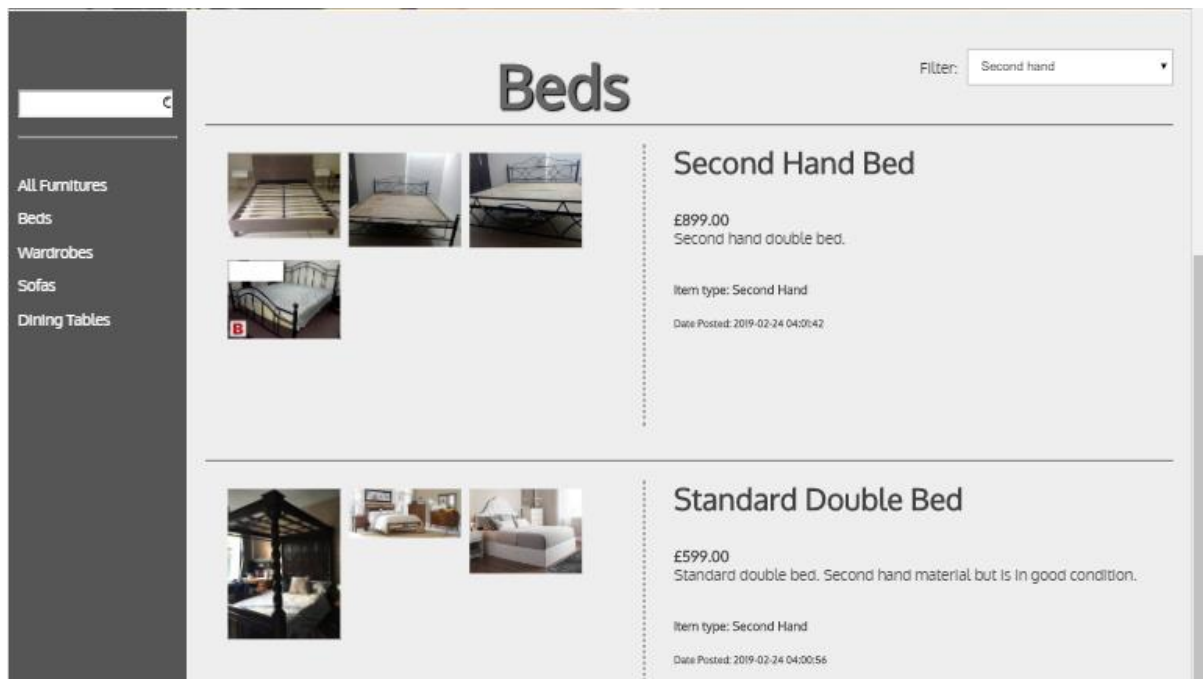 Beds
Filter: Second hand
All Furnitures
Beds
Wardrobes
Sofas
Dining Tables
Second Hand Bed
£899.00
Second hand double bed.
Item type: Second Hand
Date Posted: 2019-02-24 04:01:42
B
Standard Double Bed
£599.00
Standard double bed. Second hand material but is in good condition.
Item type: Second Hand
Date Posted: 2019-02-24 04:00:56